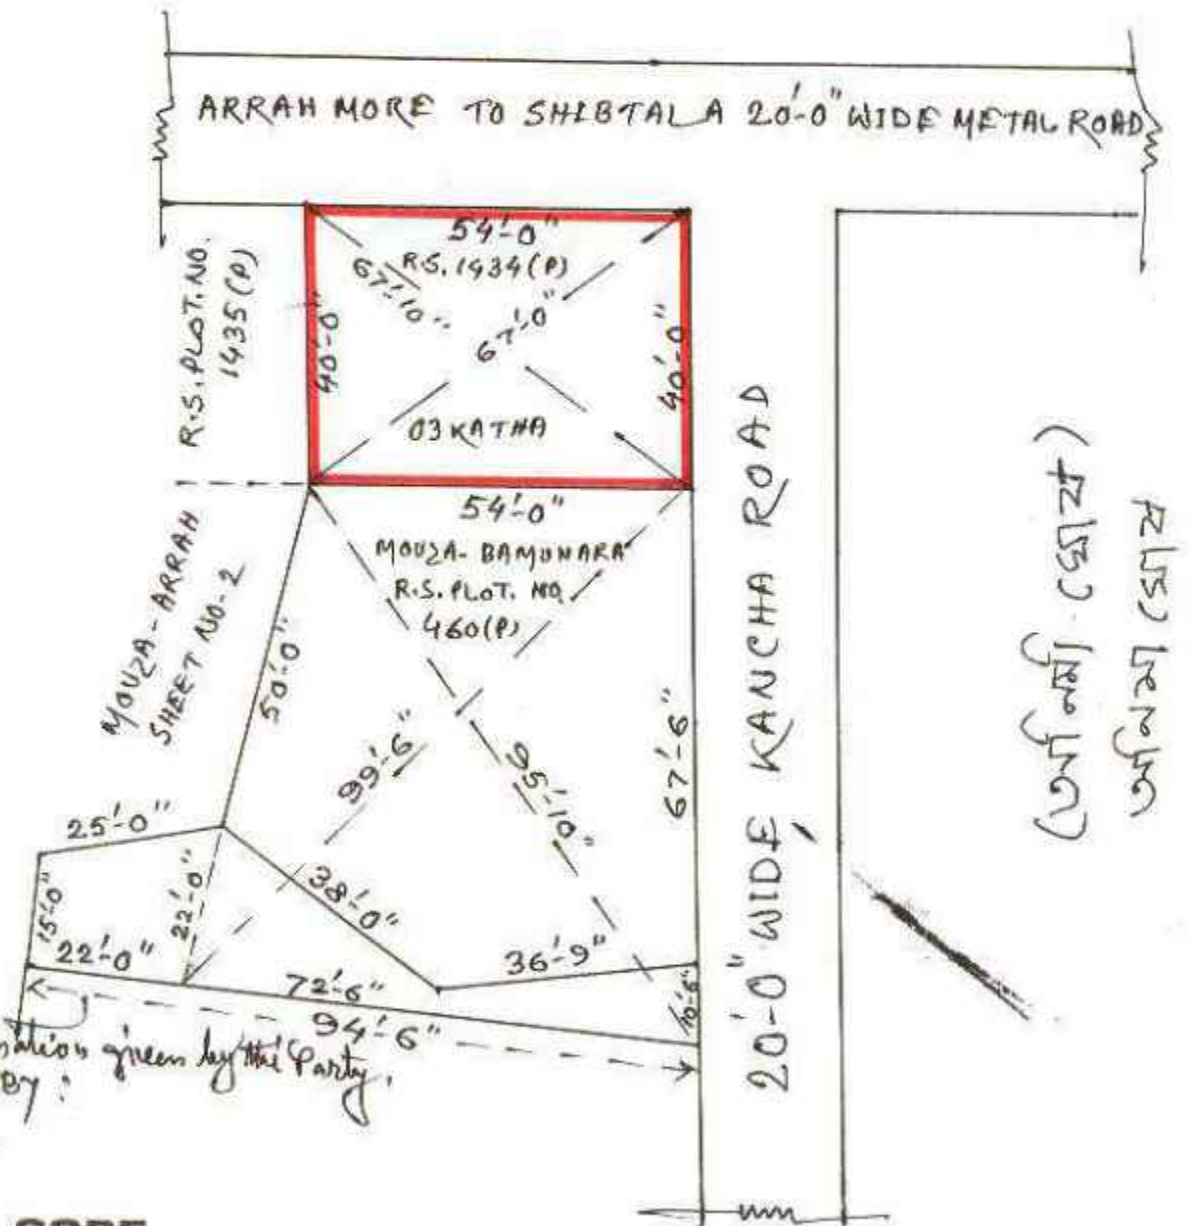 ARRAH MORE TO SHIBTALA 20'-0" WIDE METAL ROAD
54'-0"
R.S. 1434(P)
67'-10"
67'-0"
40'-0"
40'-0"
03 KATHA
54'-0"
R.S. PLOT. NO.
1435(P)
MOUZA - ARRAH
SHEET NO-2
MOUZA- BAMUNARA
R.S. PLOT. NO.
460(P)
50'-0"
99'-6"
95'-10"
67'-6"
20'-0" WIDE KANCHA ROAD
25'-0"
15'-0"
22'-0"
22'-0"
38'-0"
36'-9"
72'-6"
10'-6"
94'-6"
given by the Party.
BY: